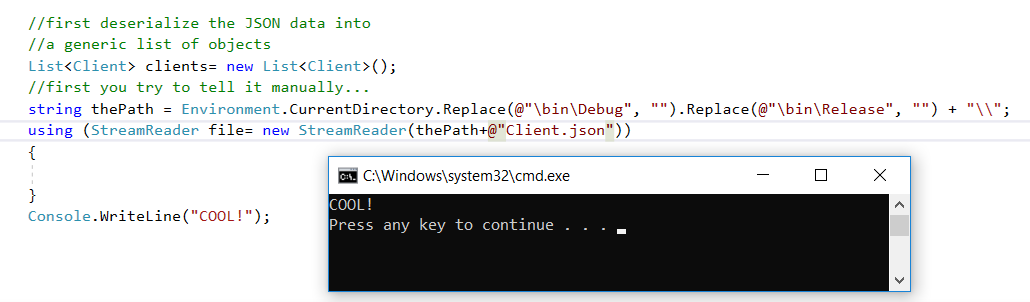 //first deserialize the JSON data into
//a generic list of objects
List<Client> clients= new List<Client>();
//first you try to tell it manually...
string thePath = Environment.CurrentDirectory.Replace(@"\bin\Debug", "").Replace(@"\bin\Release", "") + "\\";
using (StreamReader file= new StreamReader(thePath+@"Client.json"))
{
}
Console.WriteLine("COOL!");
C:\Windows\system32\cmd.exe
COOL!
Press any key to continue . . .